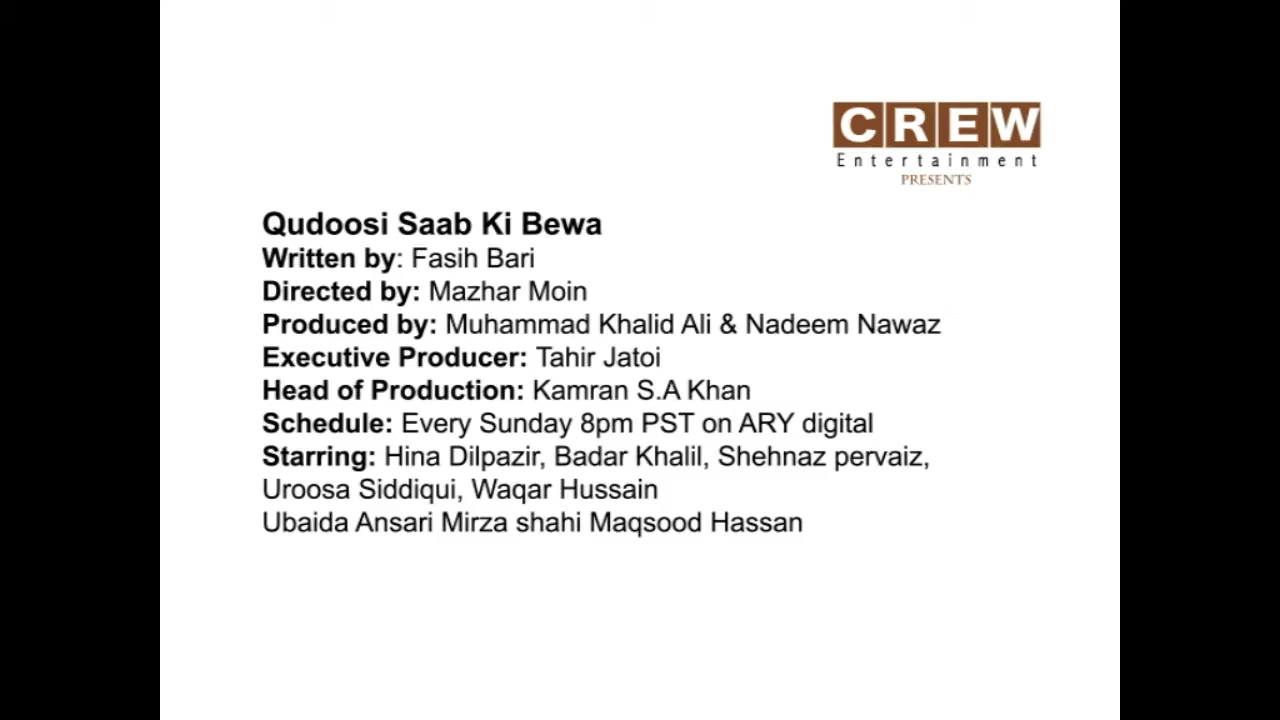 CREW
Entertainment
PRESENTS
Qudoosi Saab Ki Bewa
Written by: Fasih Bari
Directed by: Mazhar Moin
Produced by: Muhammad Khalid Ali & Nadeem Nawaz
Executive Producer: Tahir Jatoi
Head of Production: Kamran S.A Khan
Schedule: Every Sunday 8pm PST on ARY digital
Starring: Hina Dilpazir, Badar Khalil, Shehnaz pervaiz,
Uroosa Siddiqui, Waqar Hussain
Ubaida Ansari Mirza shahi Maqsood Hassan